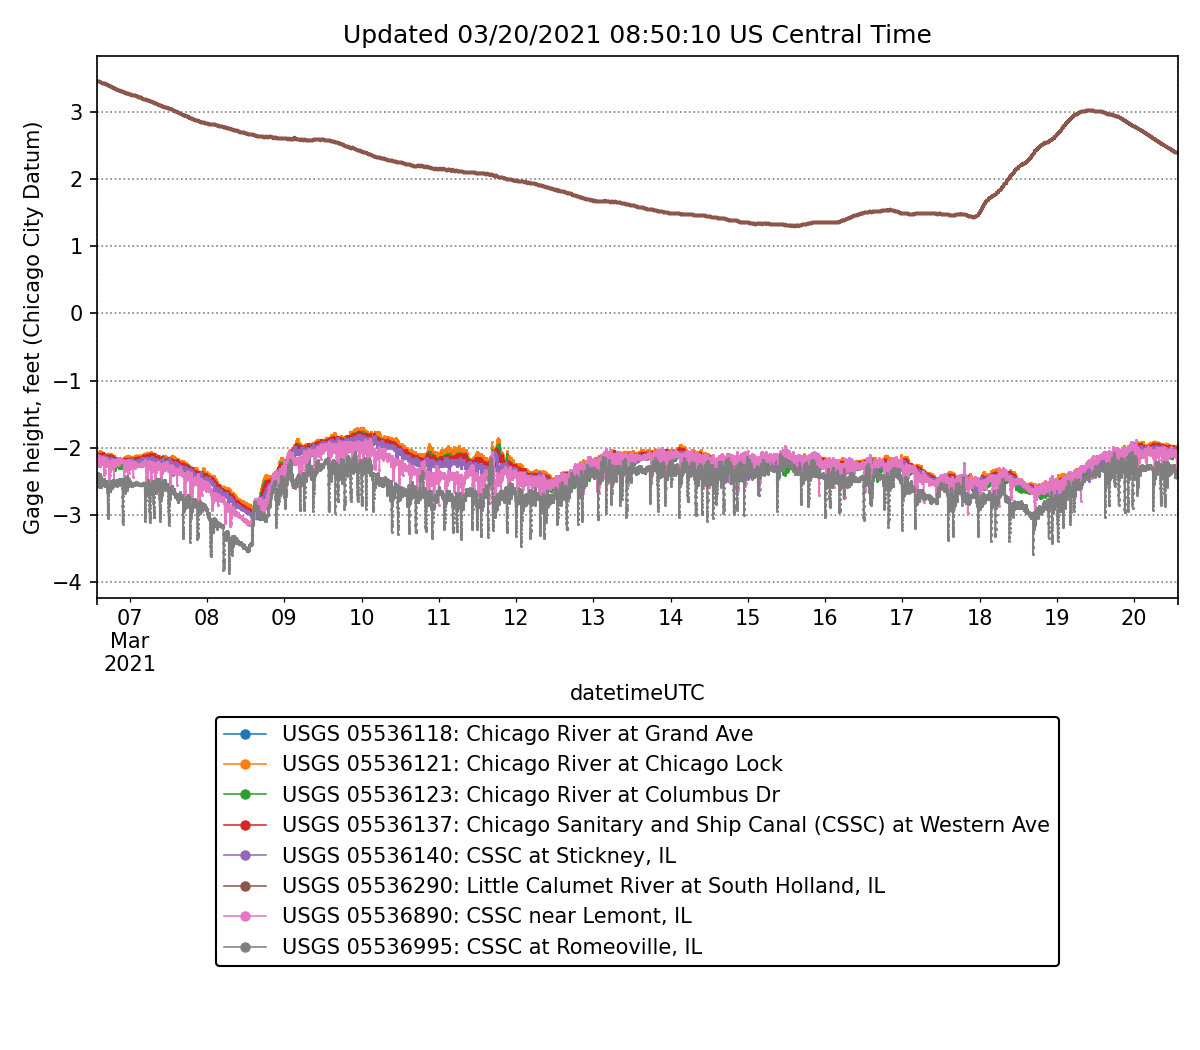 Updated 03/20/2021 08:50:10 US Central Time
Gage height, feet (Chicago City Datum)
3
2
1
0
−1
−2
−3
−4
07 08 09 10 11 12 13 14 15 16 17 18 19 20
Mar
2021
datetimeUTC
USGS 05536118: Chicago River at Grand Ave
USGS 05536121: Chicago River at Chicago Lock
USGS 05536123: Chicago River at Columbus Dr
USGS 05536137: Chicago Sanitary and Ship Canal (CSSC) at Western Ave
USGS 05536140: CSSC at Stickney, IL
USGS 05536290: Little Calumet River at South Holland, IL
USGS 05536890: CSSC near Lemont, IL
USGS 05536995: CSSC at Romeoville, IL